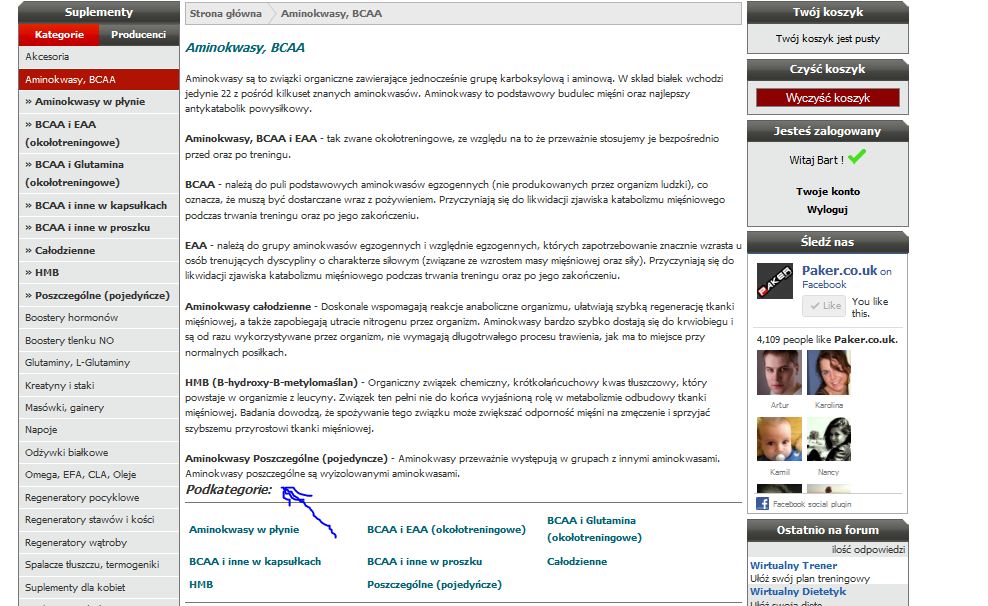 Suplementy
Kategorie Producenci
Akcesoria
Aminokwasy, BCAA
» Aminokwasy w płynie
» BCAA i EAA
(okołotreningowe)
» BCAA i Glutamina
(okołotreningowe)
» BCAA i inne w kapsułkach
» BCAA i inne w proszku
» Całodzienne
» HMB
» Poszczególne (pojedyńcze)
Boostery hormonów
Boostery tlenku NO
Glutaminy, L-Glutaminy
Kreatyny i staki
Masówki, gainery
Napoje
Odżywki białkowe
Omega, EFA, CLA, Oleje
Regeneratory pocyklowe
Regeneratory stawów i kości
Regeneratory wątroby
Spalacze tłuszczu, termogeniki
Suplementy dla kobiet
Strona główna Aminokwasy, BCAA
Aminokwasy, BCAA
Aminokwasy są to związki organiczne zawierające jednocześnie grupę karboksylową i aminową. W skład białek wchodzi
jedynie 22 z pośród kilkuset znanych aminokwasów. Aminokwasy to podstawowy budulec mięśni oraz najlepszy
antykatabolik powysiłkowy.
Aminokwasy, BCAA i EAA - tak zwane okołotreningowe, ze względu na to że przeważnie stosujemy je bezpośrednio
przed oraz po treningu.
BCAA - należą do puli podstawowych aminokwasów egzogennych (nie produkowanych przez organizm ludzki), co
oznacza, że muszą być dostarczane wraz z pożywieniem. Przyczyniają się do likwidacji zjawiska katabolizmu mięśniowego
podczas trwania treningu oraz po jego zakończeniu.
EAA - należą do grupy aminokwasów egzogennych i względnie egzogennych, których zapotrzebowanie znacznie wzrasta u
osób trenujących dyscypliny o charakterze siłowym (związane ze wzrostem masy mięśniowej oraz siły). Przyczyniają się do
likwidacji zjawiska katabolizmu mięśniowego podczas trwania treningu oraz po jego zakończeniu.
Aminokwasy całodzienne - Doskonale wspomagają reakcje anaboliczne organizmu, ułatwiają szybką regenerację tkanki
mięśniowej, a także zapobiegają utracie nitrogenu przez organizm. Aminokwasy bardzo szybko dostają się do krwiobiegu i
są od razu wykorzystywane przez organizm, nie wymagają długotrwałego procesu trawienia, jak ma to miejsce przy
normalnych posiłkach.
HMB (B-hydroxy-B-metylomaślan) - Organiczny związek chemiczny, krótkołańcuchowy kwas tłuszczowy, który
powstaje w organizmie z leucyny. Związek ten pełni nie do końca wyjaśnioną rolę w metabolizmie odbudowy tkanki
mięśniowej. Badania dowodzą, że spożywanie tego związku może zwiększać odporność mięśni na zmęczenie i sprzyjać
szybszemu przyrostowi tkanki mięśniowej.
Aminokwasy Poszczególne (pojedyncze) - Aminokwasy przeważnie występują w grupach z innymi aminokwasami.
Aminokwasy poszczególne są wyizolowanymi aminokwasami.
Podkategorie:
Aminokwasy w płynie BCAA i EAA (okołotreningowe) BCAA i Glutamina
(okołotreningowe)
BCAA i inne w kapsułkach BCAA i inne w proszku Całodzienne
HMB Poszczególne (pojedyńcze)
Twój koszyk
Twój koszyk jest pusty
Czyść koszyk
Wyczyść koszyk
Jesteś zalogowany
Witaj Bart !
Twoje konto
Wyloguj
Śledź nas
PAKER
Paker.co.uk on
Facebook
Like You like
this.
4,109 people like Paker.co.uk.
Artur Karolina
Kamil Nancy
Facebook social plugin
Ostatnio na forum
ilość odpowiedzi
Wirtualny Trener
Ułóż swój plan treningowy
Wirtualny Dietetyk
Ułóż swoją dietę